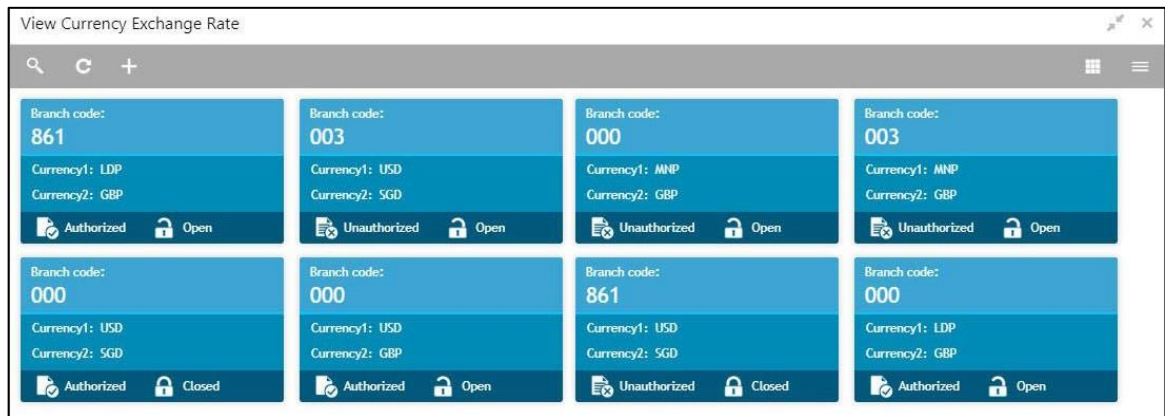 View Currency Exchange Rate
Branch code:
861
Currency1: LDP
Currency2: GBP
Authorized Open
Branch code:
003
Currency1: USD
Currency2: SGD
Unauthorized Open
Branch code:
000
Currency1: MNP
Currency2: GBP
Unauthorized Open
Branch code:
003
Currency1: MNP
Currency2: GBP
Unauthorized Open
Branch code:
000
Currency1: USD
Currency2: SGD
Authorized Closed
Branch code:
000
Currency1: USD
Currency2: GBP
Authorized Open
Branch code:
861
Currency1: USD
Currency2: SGD
Unauthorized Closed
Branch code:
000
Currency1: LDP
Currency2: GBP
Authorized Open